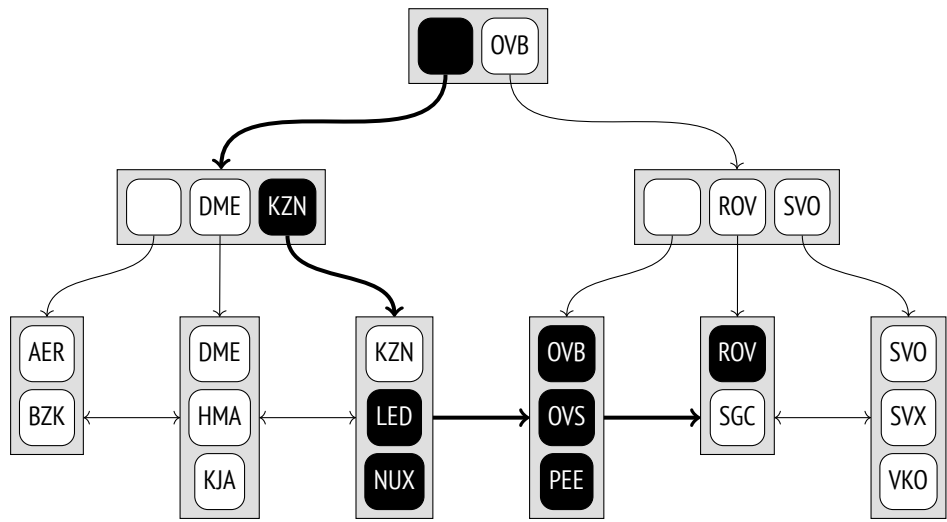 OVB
DME KZN
ROV SVO
AER
BZK
DME
HMA
KJA
KZN
LED
NUX
OVB
OVS
PEE
ROV
SGC
SVO
SVX
VKO